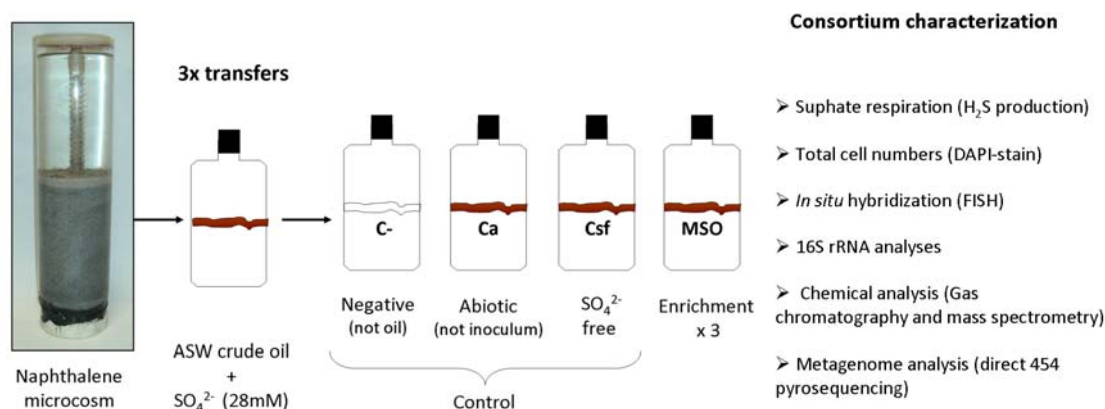 Consortium characterization
3x transfers
➢ Suphate respiration (H₂S production)
➢ Total cell numbers (DAPI-stain)
➢ In situ hybridization (FISH)
➢ 16S rRNA analyses
➢ Chemical analysis (Gas
chromatography and mass spectrometry)
➢ Metagenome analysis (direct 454
pyrosequencing)
C-
Ca
Csf
MSO
Negative
(not oil)
Abiotic
(not inoculum)
SO₄²⁻
free
Enrichment
x 3
Naphthalene
microcosm
ASW crude oil
+
SO₄²⁻ (28mM)
Control